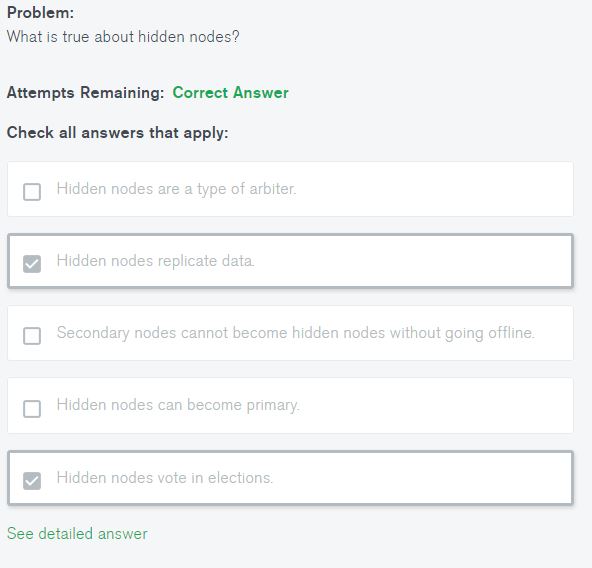 Problem:
What is true about hidden nodes?
Attempts Remaining: Correct Answer
Check all answers that apply:
Hidden nodes are a type of arbiter.
Hidden nodes replicate data.
Secondary nodes cannot become hidden nodes without going offline.
Hidden nodes can become primary.
Hidden nodes vote in elections.
See detailed answer